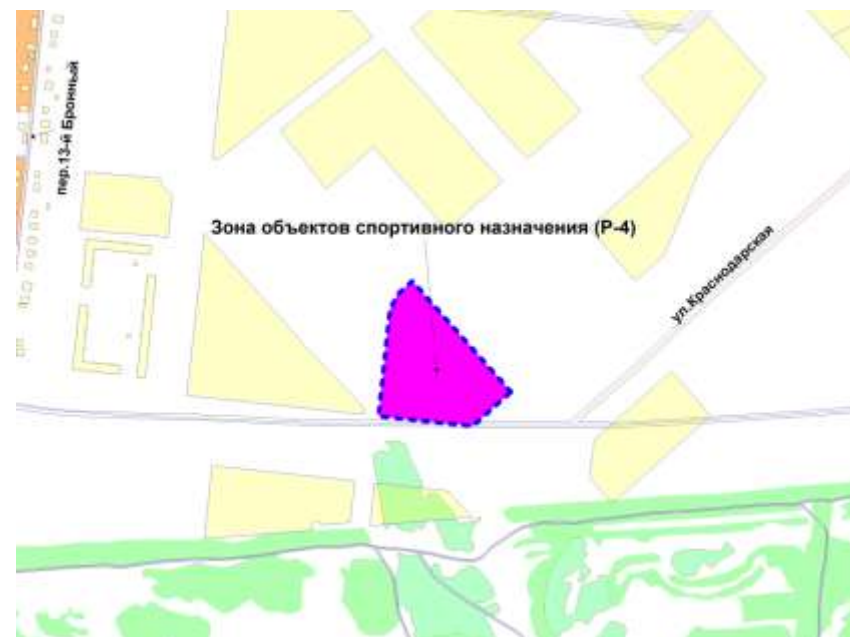 пер.13-й Бронный
Зона объектов спортивного назначения (Р-4)
ул.Краснодарская